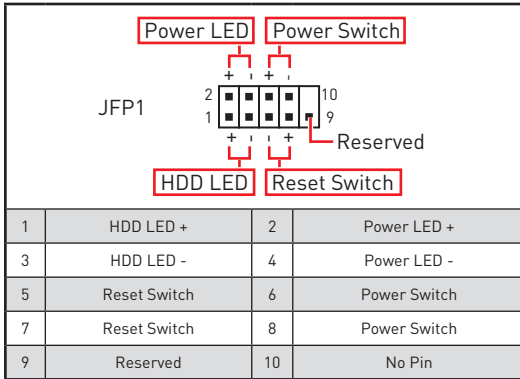 Power LED Power Switch
+ - + -
2 10
JFP1
1 9
+ - - +
Reserved
HDD LED Reset Switch
1 HDD LED + 2 Power LED +
3 HDD LED - 4 Power LED -
5 Reset Switch 6 Power Switch
7 Reset Switch 8 Power Switch
9 Reserved 10 No Pin